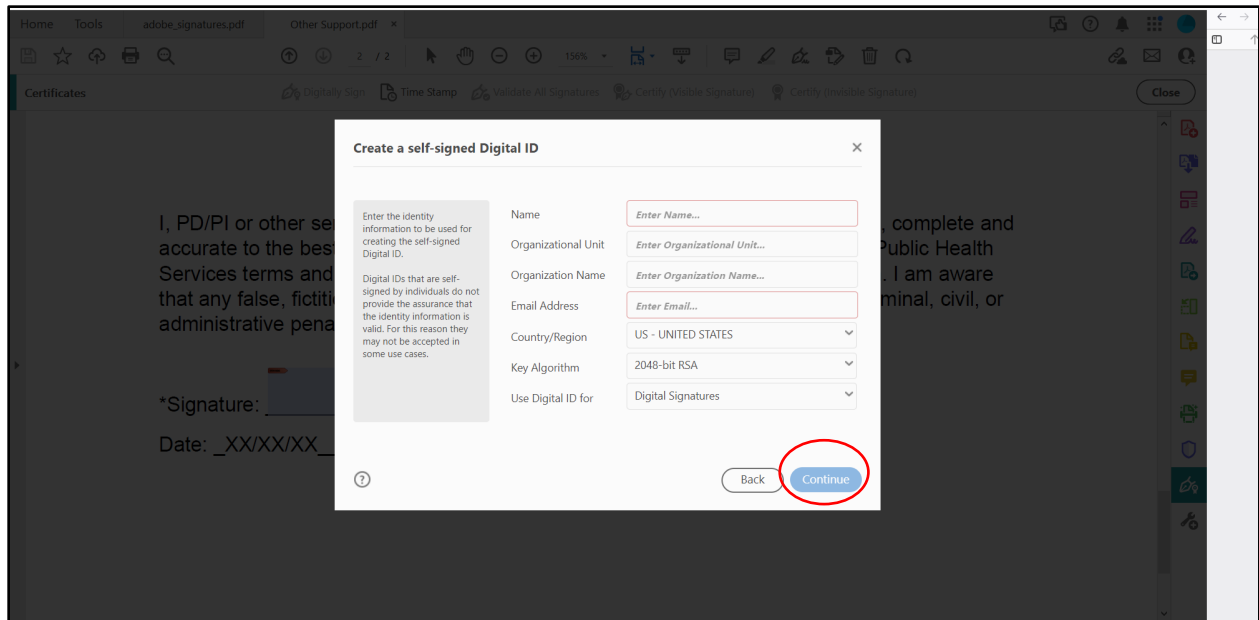 Home Tools adobe_signatures.pdf Other Support.pdf ×
2 / 2 156%
Certificates Digitally Sign Time Stamp Validate All Signatures Certify (Visible Signature) Certify (Invisible Signature) Close
Create a self-signed Digital ID
Enter the identity
information to be used for
creating the self-signed
Digital ID.
Digital IDs that are self-
signed by individuals do not
provide the assurance that
the identity information is
valid. For this reason they
may not be accepted in
some use cases.
Name Enter Name...
Organizational Unit Enter Organizational Unit...
Organization Name Enter Organization Name...
Email Address Enter Email...
Country/Region US - UNITED STATES
Key Algorithm 2048-bit RSA
Use Digital ID for Digital Signatures
Back Continue
I, PD/PI or other , complete and
accurate to the best Public Health
Services terms and . I am aware
that any false, minal, civil, or
administrative
*Signature:
Date: _XX/XX/XX__